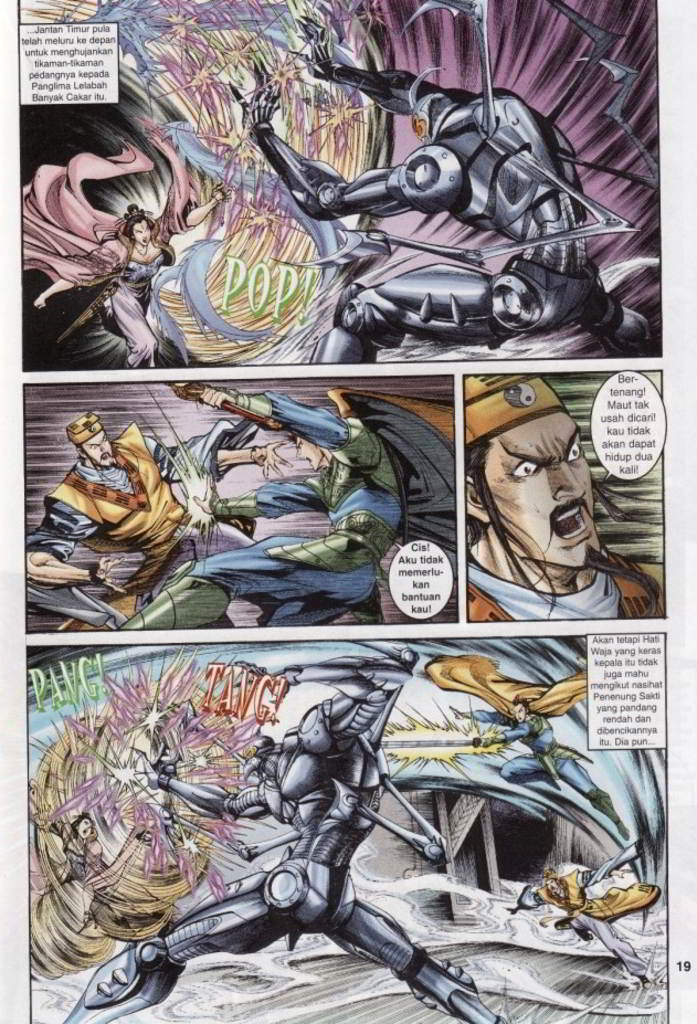 ...Jantan Timur pula
telah meluru ke depan
untuk menghujankan
tikaman-tikaman
pedangnya kepada
Panglima Lelabah
Banyak Cakar itu.
POP!
Cis!
Aku tidak
memerlu-
kan
bantuan
kau!
Ber-
tenang!
Maut tak
usah dicari!
kau tidak
akan dapat
hidup dua
kali!
PANG!
TANG!
Akan tetapi Hati
Waja yang keras
kepala itu tidak
juga mahu
mengikut nasihat
Penenung Sakti
yang pandang
rendah dan
dibencikannya
itu. Dia pun...
19